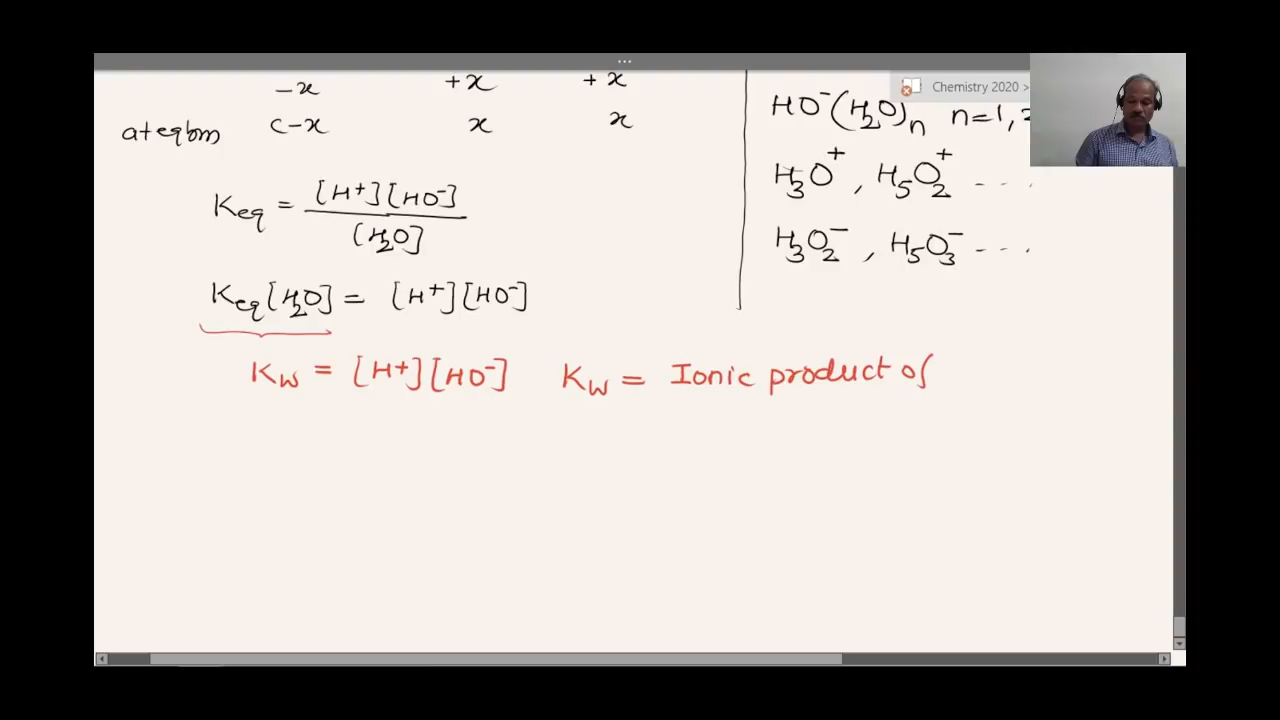 -x +x +x
at eqbm c-x x x
Keq = [H⁺][HO⁻]
[H₂O]
Keq[H₂O] = [H⁺][HO⁻]
Kw = [H⁺][HO⁻] Kw = Ionic product of
Chemistry 2020 >
HO⁻(H₂O)n n=1,
H₃O⁺, H₅O₂⁺ ----
H₃O₂⁻, H₅O₃⁻ ----